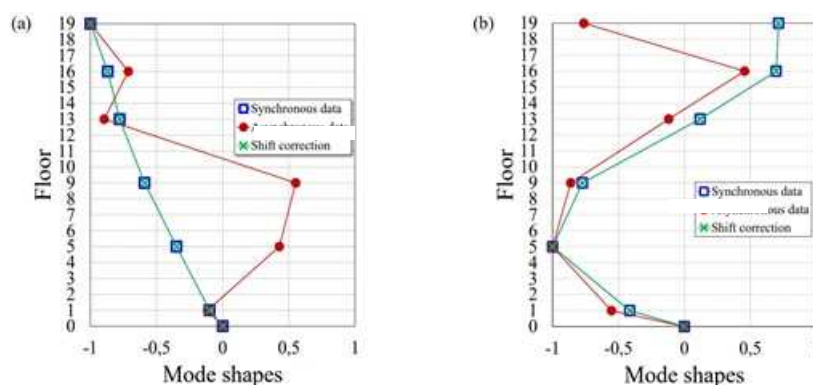 (a)
19
18
17
16
15
14
13
12
11
10
9
8
7
6
5
4
3
2
1
0
Floor
Synchronous data
data
Shift correction
-1 -0,5 0 0,5 1
Mode shapes
(b)
19
18
17
16
15
14
13
12
11
10
9
8
7
6
5
4
3
2
1
0
Floor
Synchronous data
data
Shift correction
-1 -0,5 0 0,5
Mode shapes